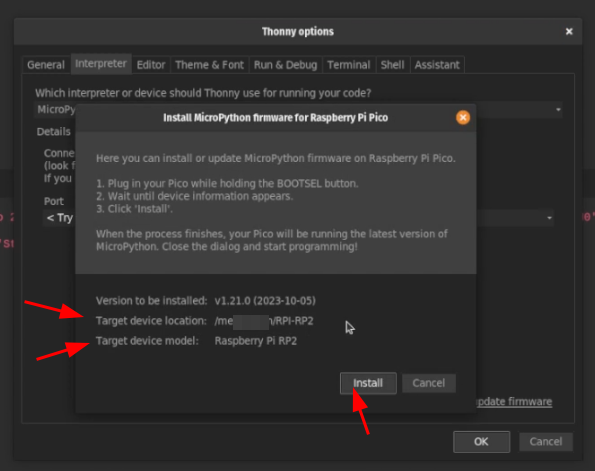 Thonny options
General Interpreter Editor Theme & Font Run & Debug Terminal Shell Assistant
Which interpreter or device should Thonny use for running your code?
MicroPy
Install MicroPython firmware for Raspberry Pi Pico
Details
Here you can install or update MicroPython firmware on Raspberry Pi Pico.
Conne
(look f
If you
1. Plug in your Pico while holding the BOOTSEL button.
2. Wait until device information appears.
3. Click 'Install'.
Port
< Try
When the process finishes, your Pico will be running the latest version of
MicroPython. Close the dialog and start programming!
Version to be installed: v1.21.0 (2023-10-05)
Target device location: /me n/RPI-RP2
Target device model: Raspberry Pi RP2
Install Cancel
update firmware
OK Cancel